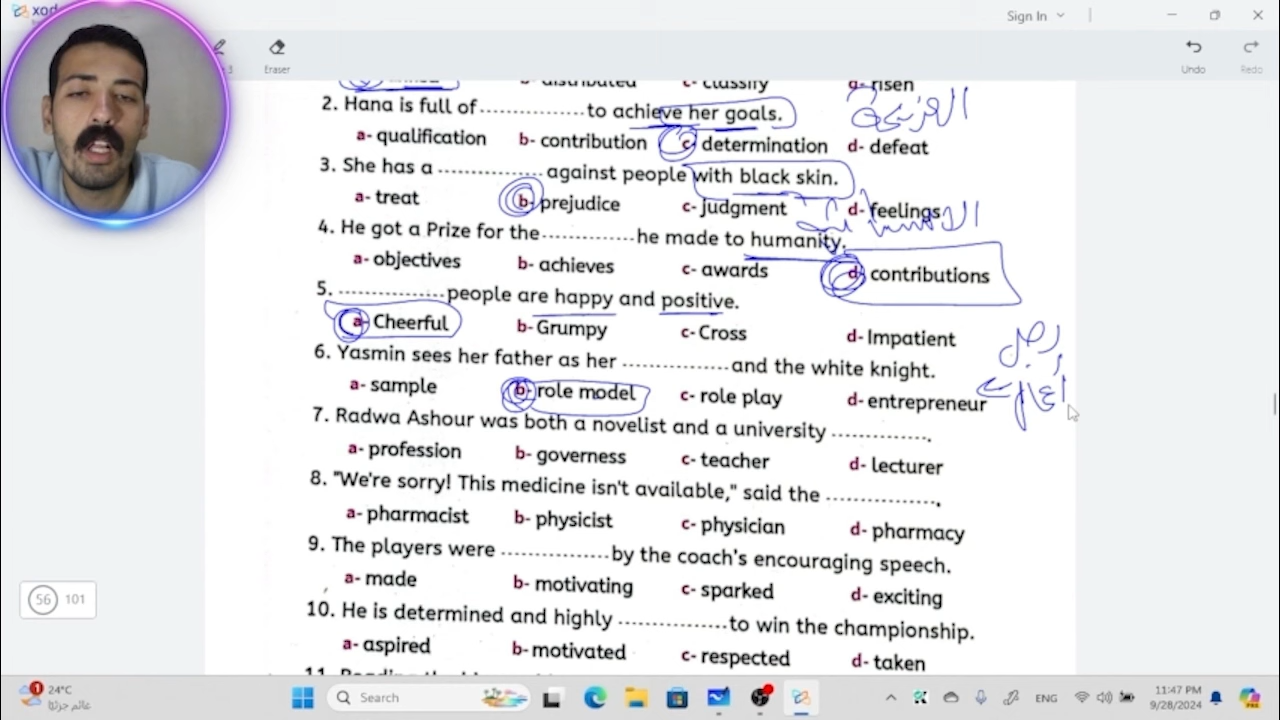 xod
Sign In
Eraser
Undo
Redo
b- distributed c- classify d- risen
2. Hana is full of ............... to achieve her goals.
العزيمة
a- qualification b- contribution c- determination d- defeat
3. She has a ............... against people with black skin.
a- treat b- prejudice c- judgment d- feelings
4. He got a Prize for the............... he made to humanity.
a- objectives b- achieves c- awards d- contributions
5. ............... people are happy and positive.
a- Cheerful b- Grumpy c- Cross d- Impatient
6. Yasmin sees her father as her ............... and the white knight.
رجل
a- sample b- role model c- role play d- entrepreneur
7. Radwa Ashour was both a novelist and a university ...............
a- profession b- governess c- teacher d- lecturer
8. "We're sorry! This medicine isn't available," said the ...............
a- pharmacist b- physicist c- physician d- pharmacy
9. The players were ............... by the coach's encouraging speech.
a- made b- motivating c- sparked d- exciting
10. He is determined and highly ............... to win the championship.
a- aspired b- motivated c- respected d- taken
56 101
1
24°C
غائم جزئيًا
Search
ENG
11:47 PM
9/28/2024